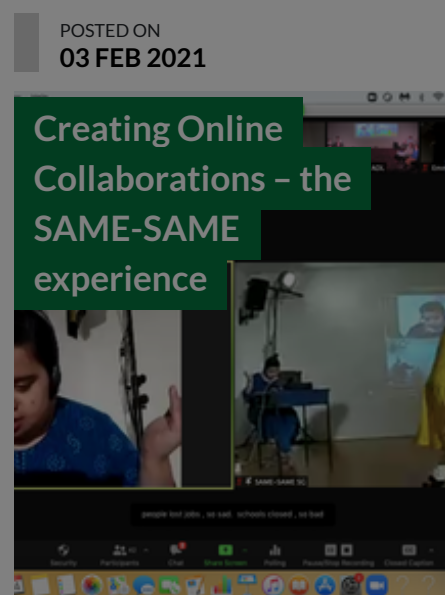 POSTED ON
03 FEB 2021
Creating Online
Collaborations – the
SAME-SAME
experience
SAME-SAME SG
people lost jobs , so sad. schools closed , so bad
Security
Participants
Chat
Share Screen
Polling
Pause/Stop Recording
Closed Caption